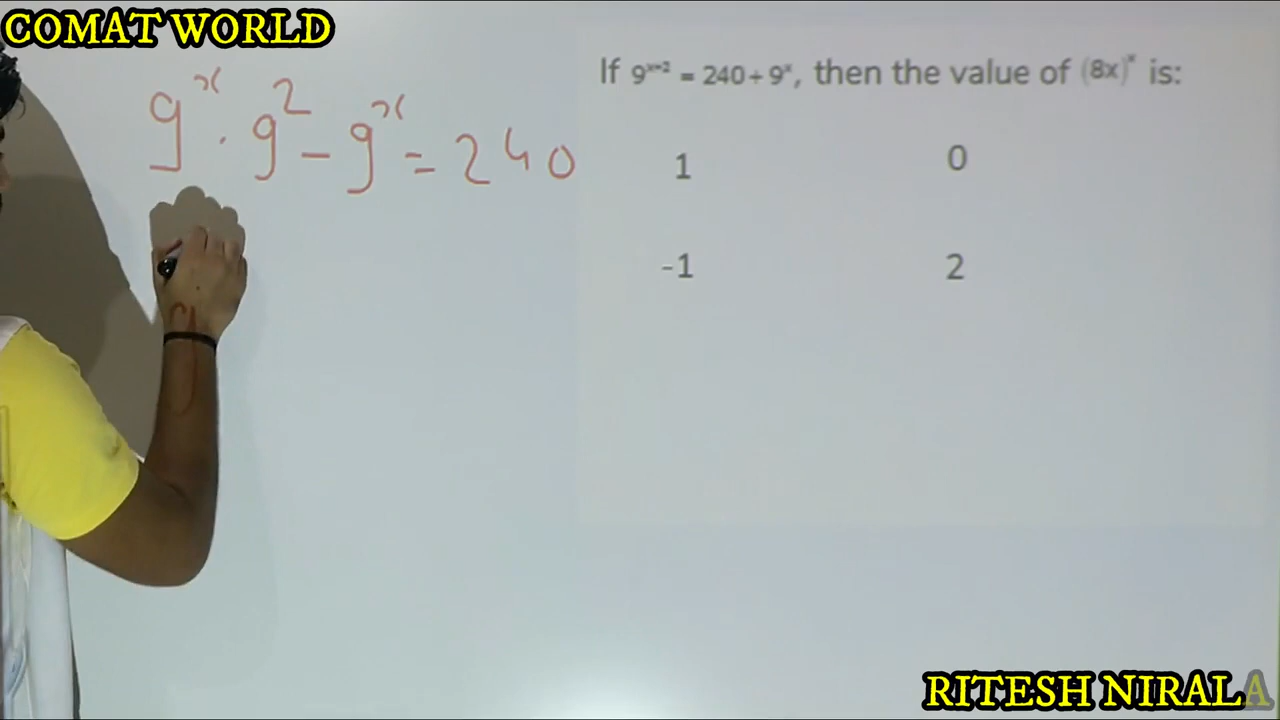 COMAT WORLD
9^x · 9^2 - 9^x = 240
If 9^{x+2} = 240 + 9^x, then the value of (8x)^x is:
1 0
-1 2
RITESH NIRALA